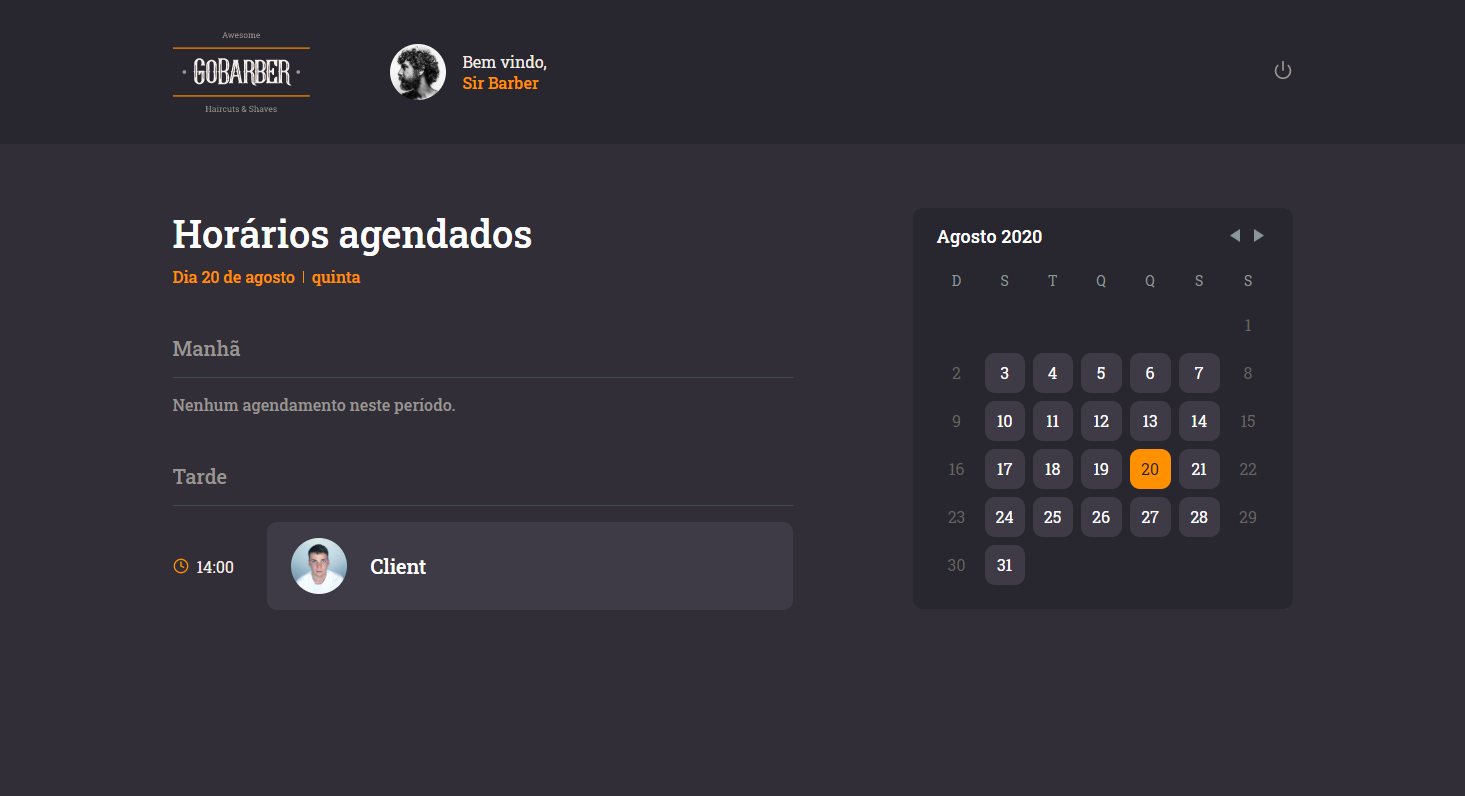 Awesome
· GOBARBER ·
Haircuts & Shaves
Bem vindo,
Sir Barber
Horários agendados
Dia 20 de agosto | quinta
Manhã
Nenhum agendamento neste período.
Tarde
14:00 Client
Agosto 2020
D S T Q Q S S
1
2 3 4 5 6 7 8
9 10 11 12 13 14 15
16 17 18 19 20 21 22
23 24 25 26 27 28 29
30 31